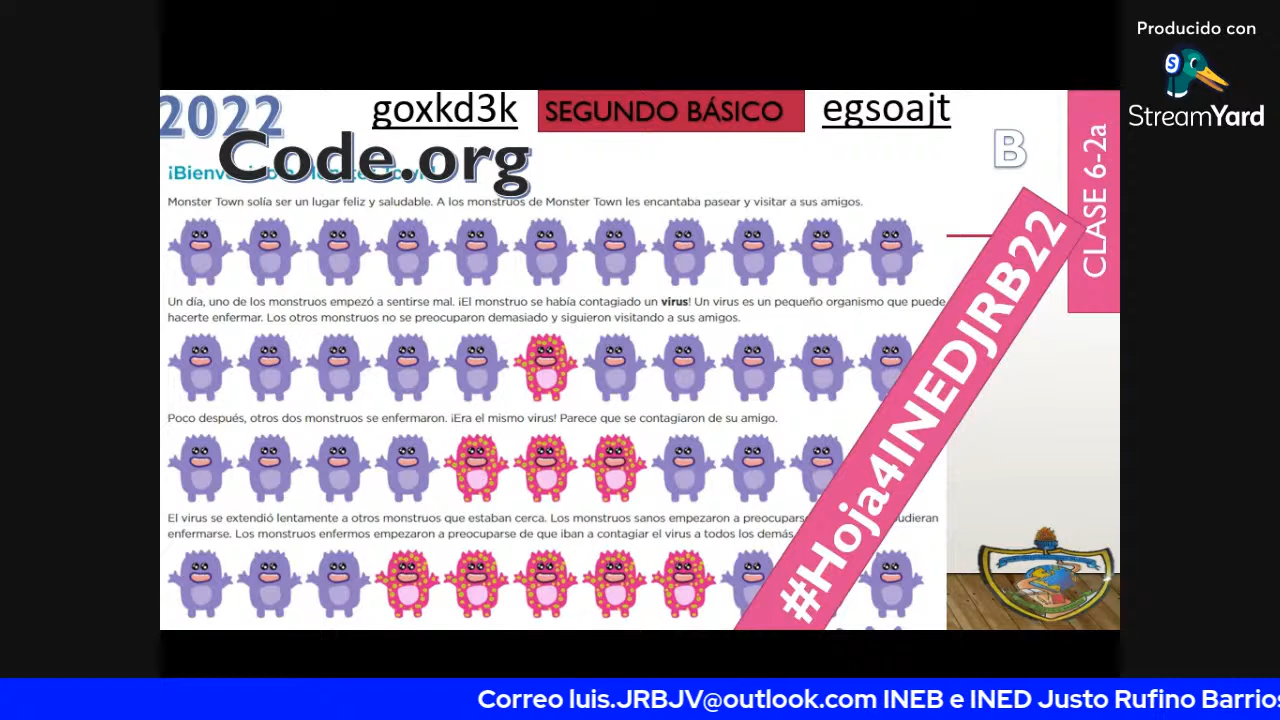 Producido con
StreamYard
2022
goxkd3k
SEGUNDO BÁSICO
egsoajt
Code.org
B
CLASE 6-2a
Monster Town solía ser un lugar feliz y saludable. A los monstruos de Monster Town les encantaba pasear y visitar a sus amigos.
Un día, uno de los monstruos empezó a sentirse mal. ¡El monstruo se había contagiado un virus! Un virus es un pequeño organismo que puede
hacerte enfermar. Los otros monstruos no se preocuparon demasiado y siguieron visitando a sus amigos.
Poco después, otros dos monstruos se enfermaron. ¡Era el mismo virus! Parece que se contagiaron de su amigo.
El virus se extendió lentamente a otros monstruos que estaban cerca. Los monstruos sanos empezaron a
enfermarse. Los monstruos enfermos empezaron a preocuparse de que iban a contagiar el virus a todos los demás
#Hoja4INEDJRB22
Correo luis.JRBJV@outlook.com INEB e INED Justo Rufino Barrios